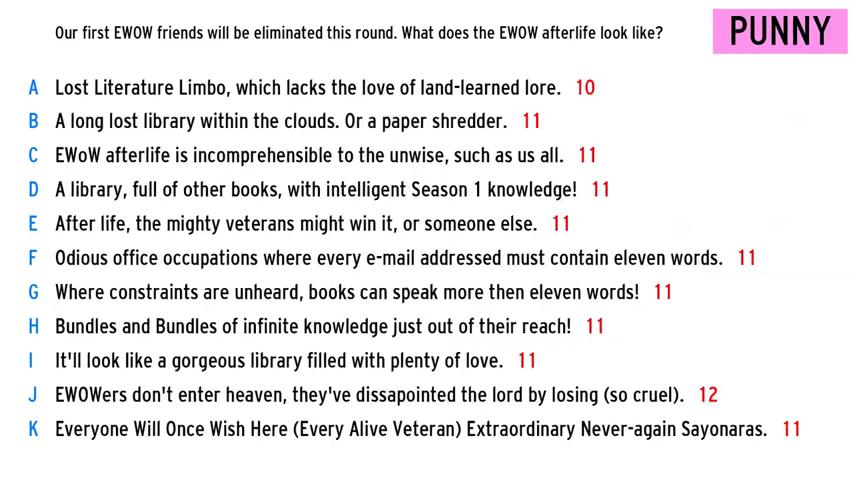 Our first EWOW friends will be eliminated this round. What does the EWOW afterlife look like?
PUNNY
A Lost Literature Limbo, which lacks the love of land-learned lore. 10
B A long lost library within the clouds. Or a paper shredder. 11
C EWoW afterlife is incomprehensible to the unwise, such as us all. 11
D A library, full of other books, with intelligent Season 1 knowledge! 11
E After life, the mighty veterans might win it, or someone else. 11
F Odious office occupations where every e-mail addressed must contain eleven words. 11
G Where constraints are unheard, books can speak more then eleven words! 11
H Bundles and Bundles of infinite knowledge just out of their reach! 11
I It'll look like a gorgeous library filled with plenty of love. 11
J EWOWers don't enter heaven, they've dissapointed the lord by losing (so cruel). 12
K Everyone Will Once Wish Here (Every Alive Veteran) Extraordinary Never-again Sayonaras. 11